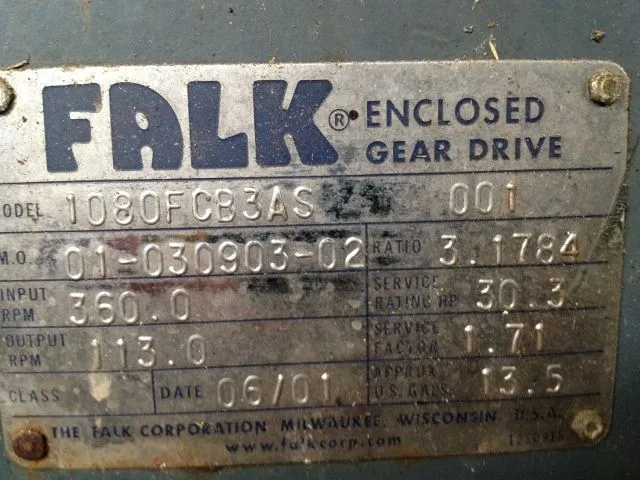 FALK® ENCLOSED
GEAR DRIVE
MODEL 1080FCB3AS 001
M.O. 01-030903-02 RATIO 3.1784
INPUT RPM 360.0 SERVICE RATING HP 30.3
OUTPUT RPM 113.0 SERVICE FACTOR 1.71
CLASS DATE 06/01 APPROX U.S. GALS. 13.5
THE FALK CORPORATION MILWAUKEE, WISCONSIN, U.S.A.
www.falkcorp.com